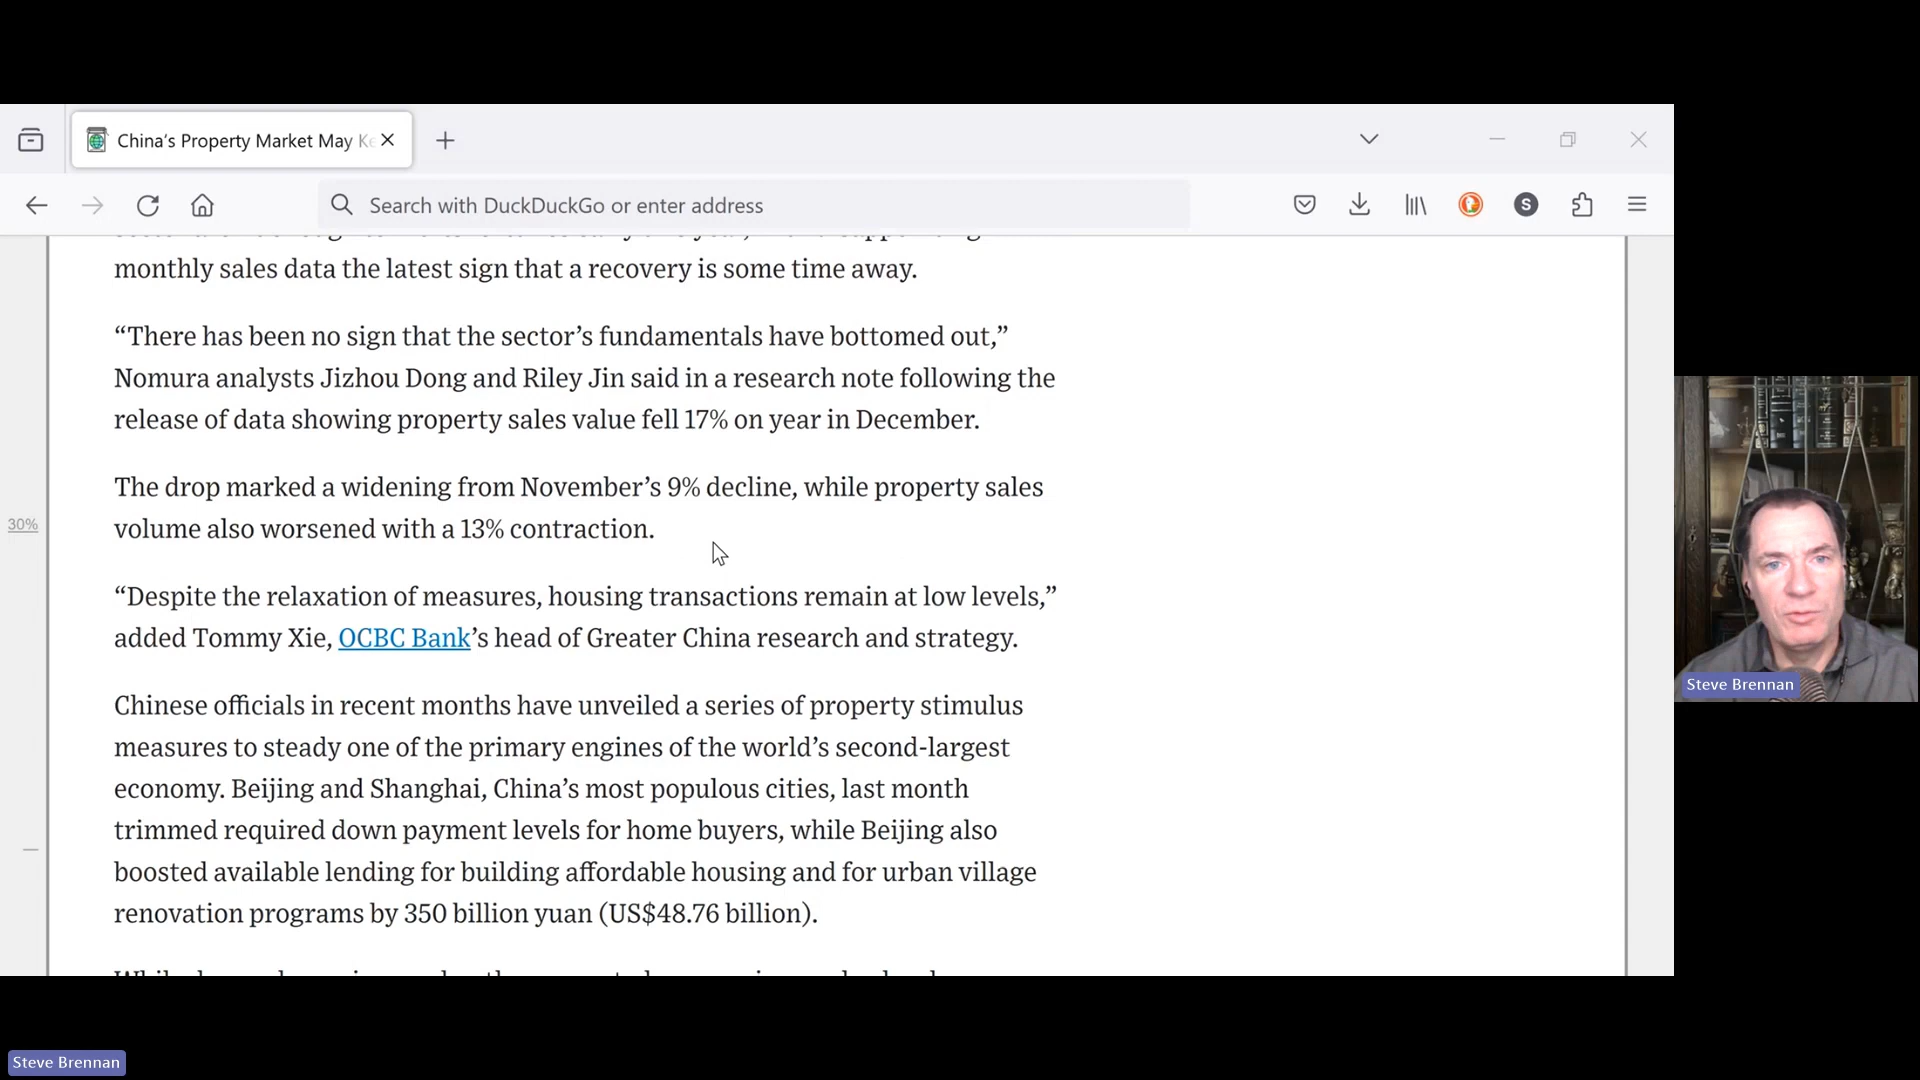 China's Property Market May Ke
Search with DuckDuckGo or enter address
S
monthly sales data the latest sign that a recovery is some time away.
“There has been no sign that the sector’s fundamentals have bottomed out,”
Nomura analysts Jizhou Dong and Riley Jin said in a research note following the
release of data showing property sales value fell 17% on year in December.
The drop marked a widening from November’s 9% decline, while property sales
30%
volume also worsened with a 13% contraction.
“Despite the relaxation of measures, housing transactions remain at low levels,”
added Tommy Xie, OCBC Bank’s head of Greater China research and strategy.
Steve Brennan
Chinese officials in recent months have unveiled a series of property stimulus
measures to steady one of the primary engines of the world’s second-largest
economy. Beijing and Shanghai, China’s most populous cities, last month
trimmed required down payment levels for home buyers, while Beijing also
boosted available lending for building affordable housing and for urban village
renovation programs by 350 billion yuan (US$48.76 billion).
Steve Brennan